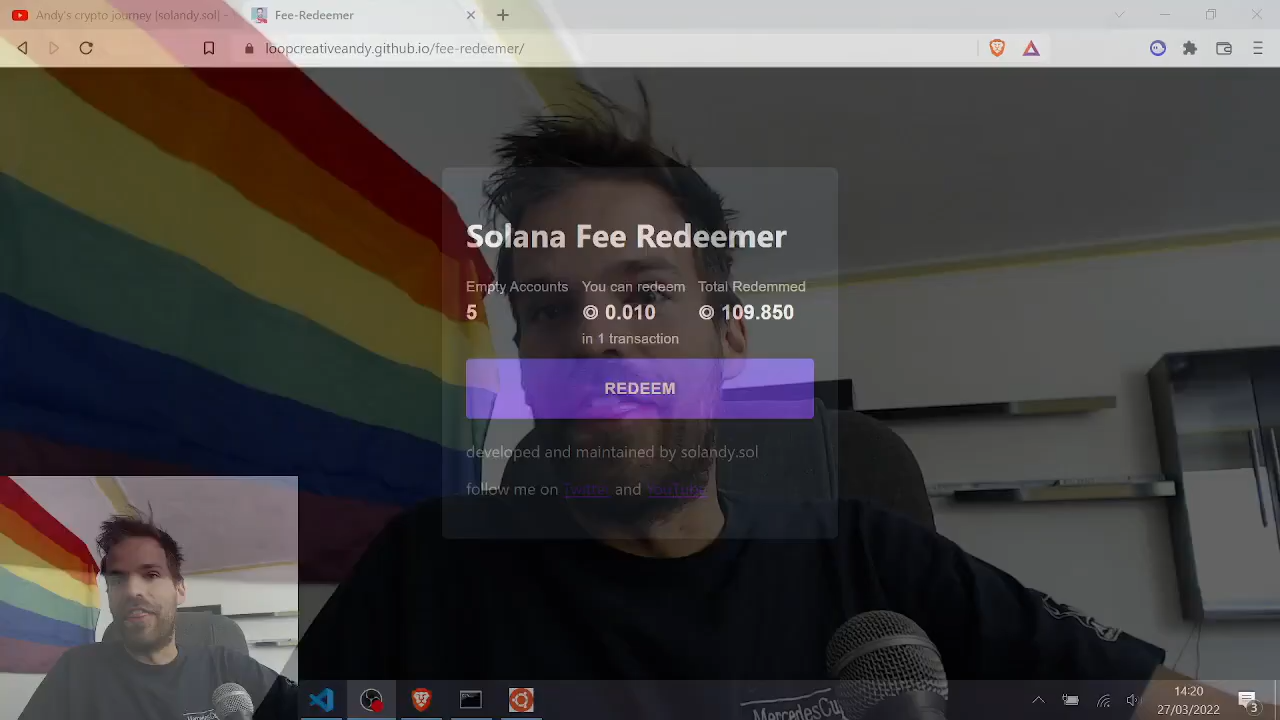 Andy's crypto journey [solandy.sol] -
Fee-Redeemer
loopcreativeandy.github.io/fee-redeemer/
Solana Fee Redeemer
Empty Accounts You can redeem Total Redemmed
5 0.010 109.850
in 1 transaction
REDEEM
developed and maintained by solandy.sol
follow me on Twitter and YouTube
MercedesCu
14:20
27/03/2022
3